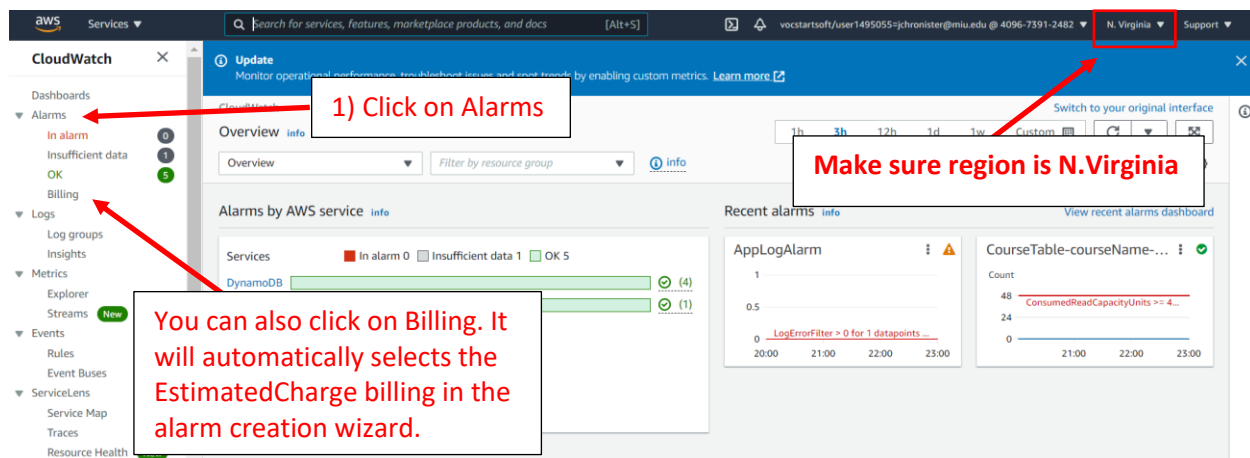 aws Services ▼ Search for services, features, marketplace products, and docs [Alt+S] vocstartsoft/user1495055=jchronister@miu.edu @ 4096-7391-2482 ▼ N. Virginia ▼ Support ▼
CloudWatch
Dashboards
Alarms
In alarm 0
Insufficient data 1
OK 5
Billing
Logs
Log groups
Insights
Metrics
Explorer
Streams New
Events
Rules
Event Buses
ServiceLens
Service Map
Traces
Resource Health
Update
Monitor operational performance, troubleshoot issues and spot trends by enabling custom metrics. Learn more
1) Click on Alarms
CloudWatch
Switch to your original interface
Overview info
1h 3h 12h 1d 1w Custom
Overview Filter by resource group info
Make sure region is N.Virginia
Alarms by AWS service info
Services In alarm 0 Insufficient data 1 OK 5
DynamoDB (4)
(1)
You can also click on Billing. It
will automatically selects the
EstimatedCharge billing in the
alarm creation wizard.
Recent alarms info View recent alarms dashboard
AppLogAlarm
1
0.5
0
LogErrorFilter > 0 for 1 datapoints ...
20:00 21:00 22:00 23:00
CourseTable-courseName-...
Count
48
ConsumedReadCapacityUnits >= 4...
24
0
21:00 22:00 23:00